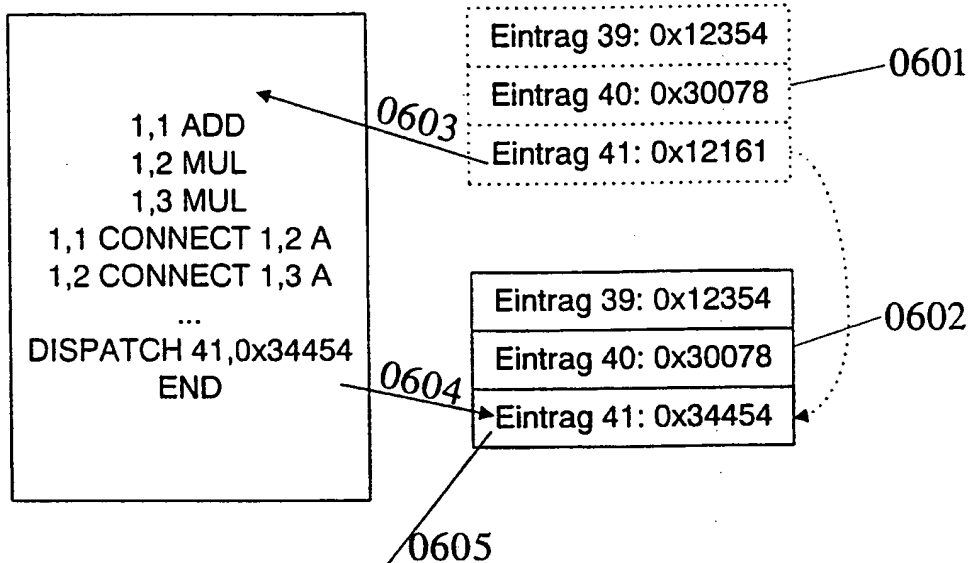 1,1 ADD
1,2 MUL
1,3 MUL
1,1 CONNECT 1,2 A
1,2 CONNECT 1,3 A
...
DISPATCH 41,0x34454
END
0603
Eintrag 39: 0x12354
Eintrag 40: 0x30078
Eintrag 41: 0x12161
0601
0604
Eintrag 39: 0x12354
Eintrag 40: 0x30078
Eintrag 41: 0x34454
0602
0605